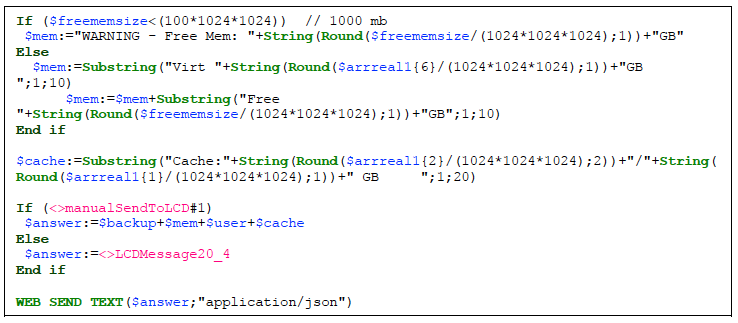 If ($freememsize<(100*1024*1024))  // 1000 mb
 $mem:="WARNING - Free Mem: "+String(Round($freememsize/(1024*1024*1024);1))+"GB"
Else
  $mem:=Substring("Virt "+String(Round($arrreal1{6}/(1024*1024*1024);1))+"GB
";1;10)
      $mem:=$mem+Substring("Free
"+String(Round($freememsize/(1024*1024*1024);1))+"GB";1;10)
End if

$cache:=Substring("Cache:"+String(Round($arrreal1{2}/(1024*1024*1024);2))+"/"+String(
Round($arrreal1{1}/(1024*1024*1024);1))+" GB     ";1;20)

If (<>manualSendToLCD#1)
 $answer:=$backup+$mem+$user+$cache
Else
 $answer:=<>LCDMessage20_4
End if

WEB SEND TEXT($answer;"application/json")